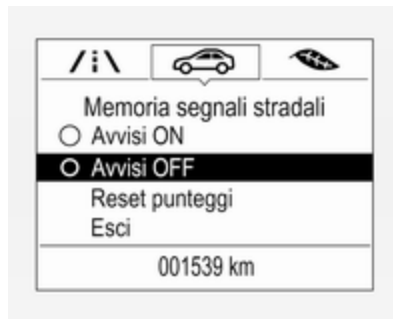 Memoria segnali stradali
Avvisi ON
Avvisi OFF
Reset punteggi
Esci
001539 km